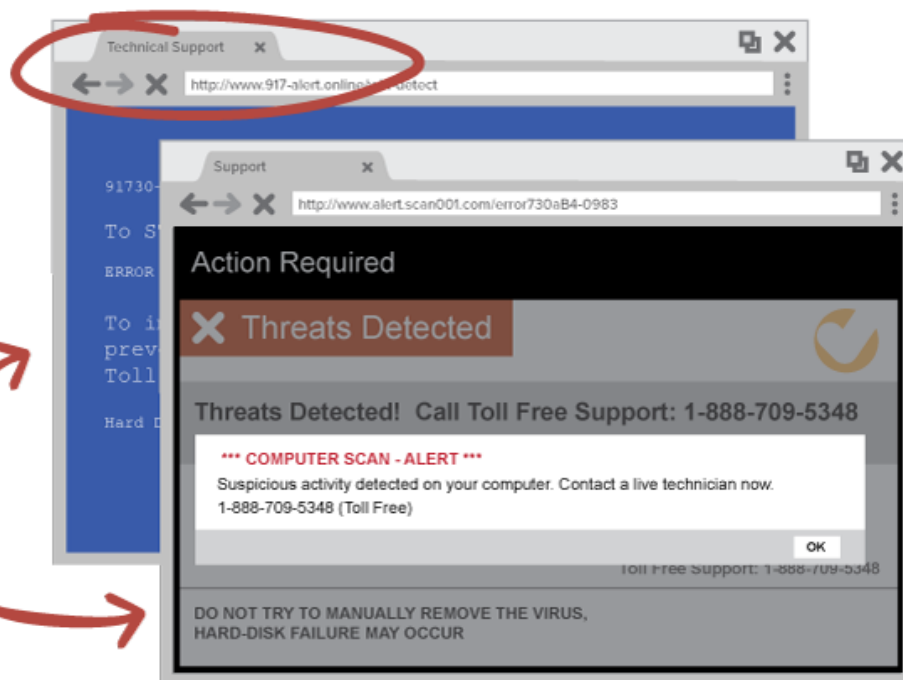 Technical Support
http://www.917-alert.online detect
91730-
To S
ERROR
To i
prev
Toll
Hard D
Support
http://www.alert.scan001.com/error730aB4-0983
Action Required
Threats Detected
Threats Detected! Call Toll Free Support: 1-888-709-5348
*** COMPUTER SCAN - ALERT ***
Suspicious activity detected on your computer. Contact a live technician now.
1-888-709-5348 (Toll Free)
OK
Toll Free Support: 1-888-709-5348
DO NOT TRY TO MANUALLY REMOVE THE VIRUS,
HARD-DISK FAILURE MAY OCCUR